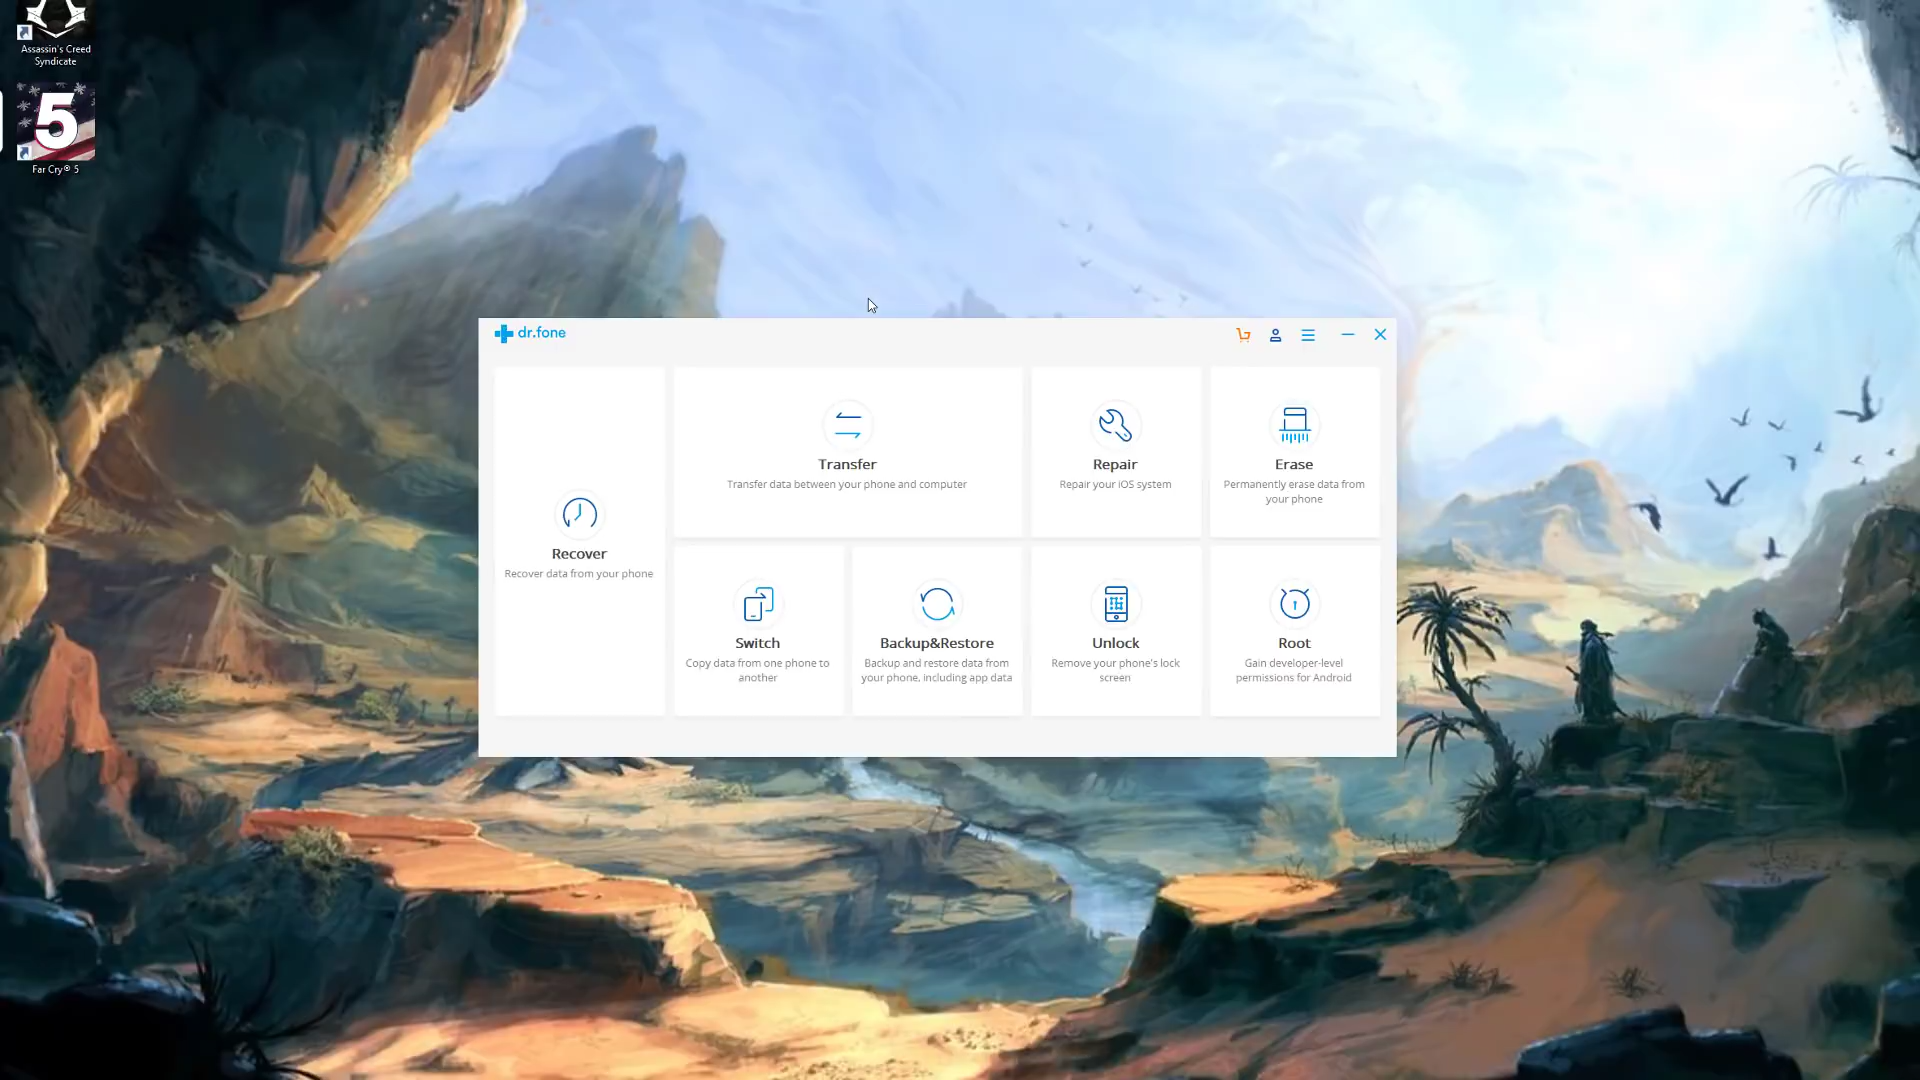 Assassin's Creed
Syndicate
5
Far Cry® 5
dr.fone
Recover
Recover data from your phone
Transfer
Transfer data between your phone and computer
Repair
Repair your iOS system
Erase
Permanently erase data from
your phone
Switch
Copy data from one phone to
another
Backup&Restore
Backup and restore data from
your phone, including app data
Unlock
Remove your phone's lock
screen
Root
Gain developer-level
permissions for Android